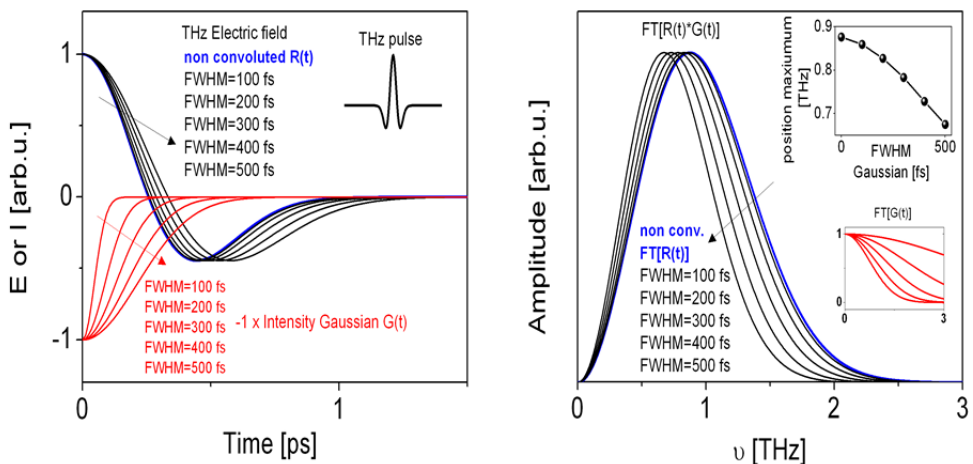 THz Electric field
non convoluted R(t)
FWHM=100 fs
FWHM=200 fs
FWHM=300 fs
FWHM=400 fs
FWHM=500 fs
THz pulse
1
0
-1
E or I [arb.u.]
FWHM=100 fs
FWHM=200 fs
FWHM=300 fs
FWHM=400 fs
FWHM=500 fs
-1 x Intensity Gaussian G(t)
0
1
Time [ps]
FT[R(t)*G(t)]
Amplitude [arb.u.]
non conv.
FT[R(t)]
FWHM=100 fs
FWHM=200 fs
FWHM=300 fs
FWHM=400 fs
FWHM=500 fs
position maxiumum
[THz]
0.9
0.8
0.7
0
500
FWHM
Gaussian [fs]
FT[G(t)]
1
0
0
3
0
1
2
3
υ [THz]